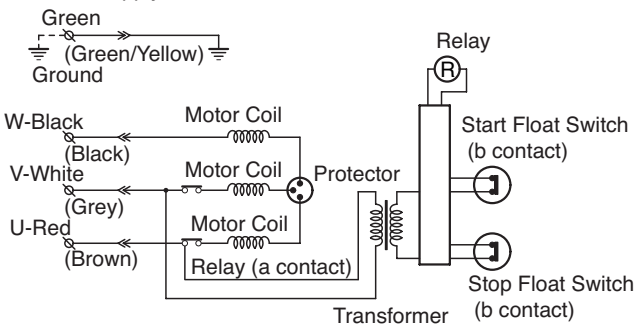 Green
(Green/Yellow)
Ground
Relay
R
W-Black
(Black)
Motor Coil
Start Float Switch
(b contact)
V-White
(Grey)
Motor Coil
Protector
U-Red
(Brown)
Motor Coil
Relay (a contact)
Transformer
Stop Float Switch
(b contact)